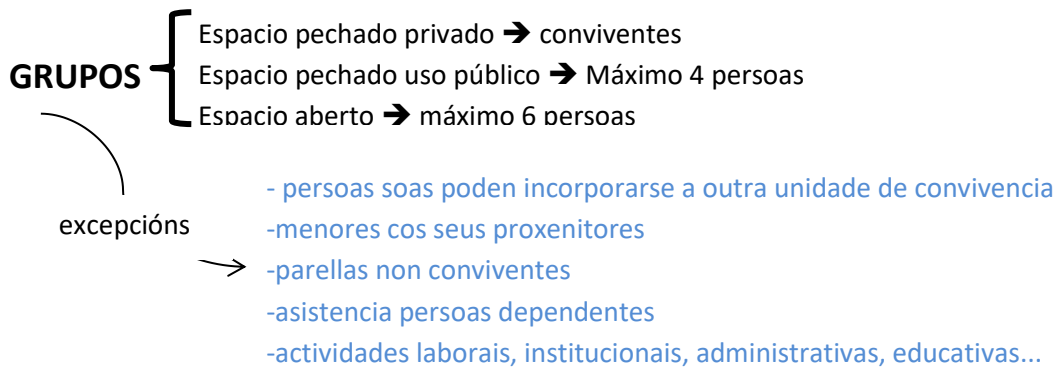 Espacio pechado privado ➔ conviventes
GRUPOS
Espacio pechado uso público ➔ Máximo 4 persoas
Espacio aberto ➔ máximo 6 persoas
- persoas soas poden incorporarse a outra unidade de convivencia
excepcións
-menores cos seus proxenitores
-parellas non conviventes
-asistencia persoas dependentes
-actividades laborais, institucionais, administrativas, educativas...